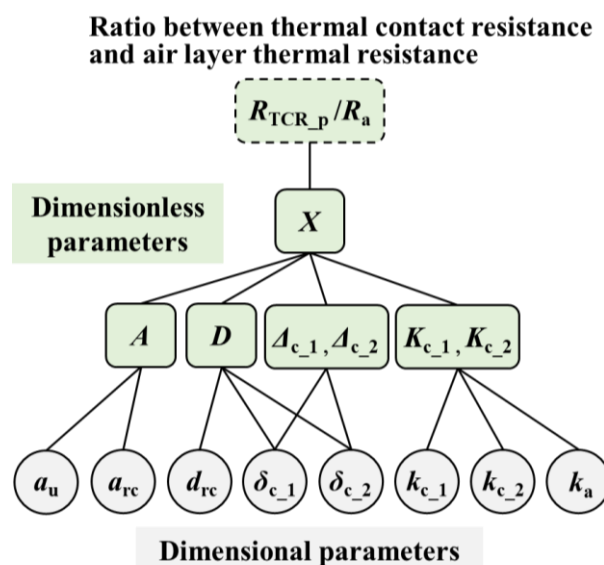 Ratio between thermal contact resistance
and air layer thermal resistance
R_TCR_p/R_a
Dimensionless
parameters
X
A D Δ_c_1, Δ_c_2 K_c_1, K_c_2
a_u a_rc d_rc δ_c_1 δ_c_2 k_c_1 k_c_2 k_a
Dimensional parameters